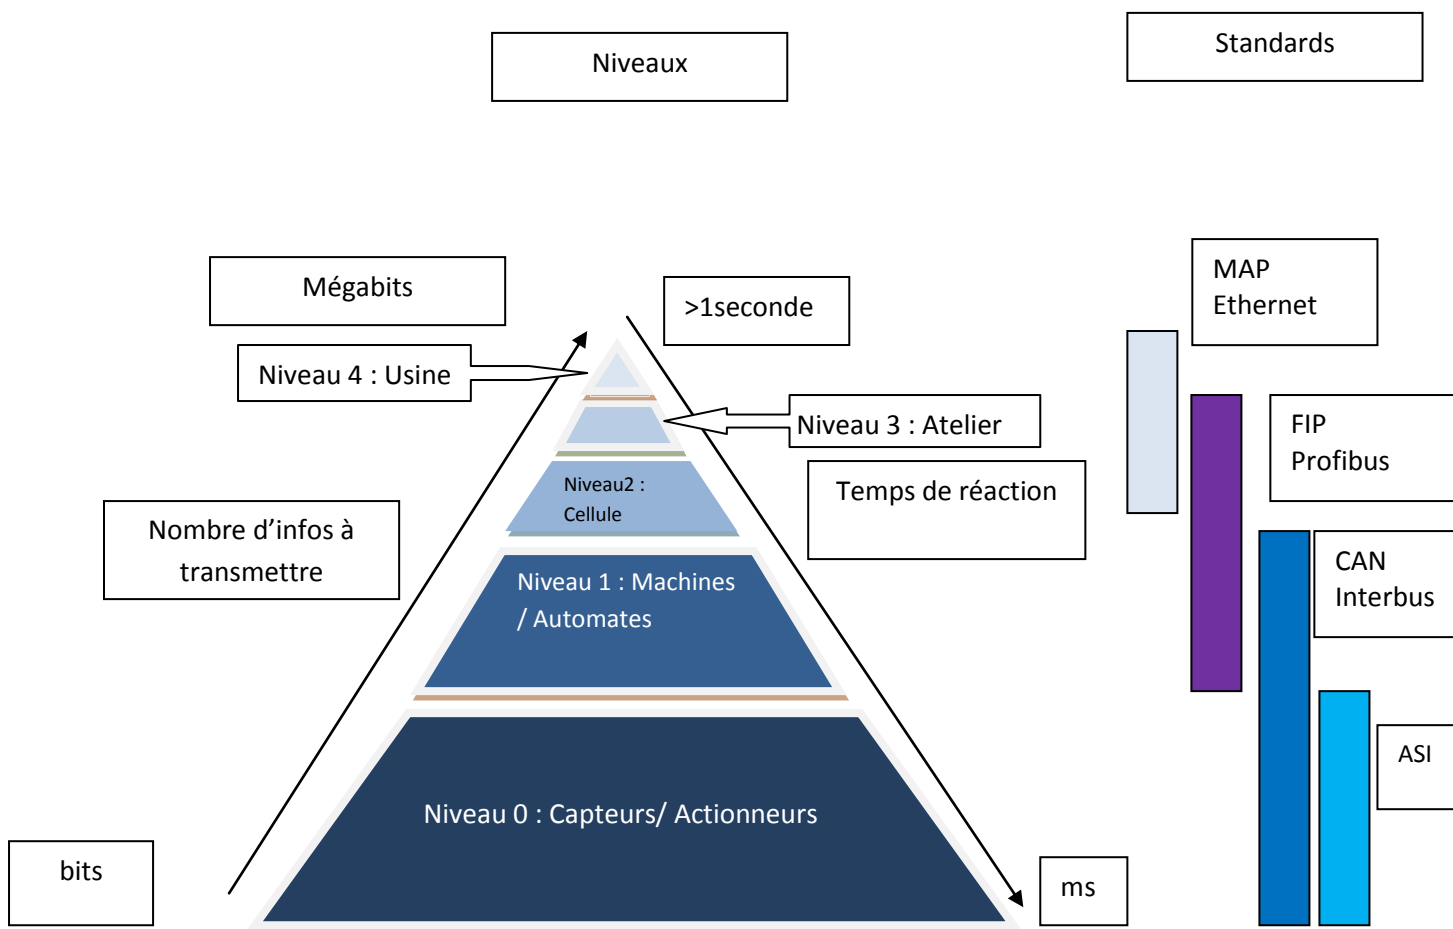 Niveaux
Standards
MAP
Ethernet
Mégabits
>1seconde
Niveau 4 : Usine
Niveau 3 : Atelier
FIP
Profibus
Niveau2 :
Cellule
Temps de réaction
Nombre d’infos à
transmettre
CAN
Interbus
Niveau 1 : Machines
/ Automates
ASI
Niveau 0 : Capteurs/ Actionneurs
bits
ms